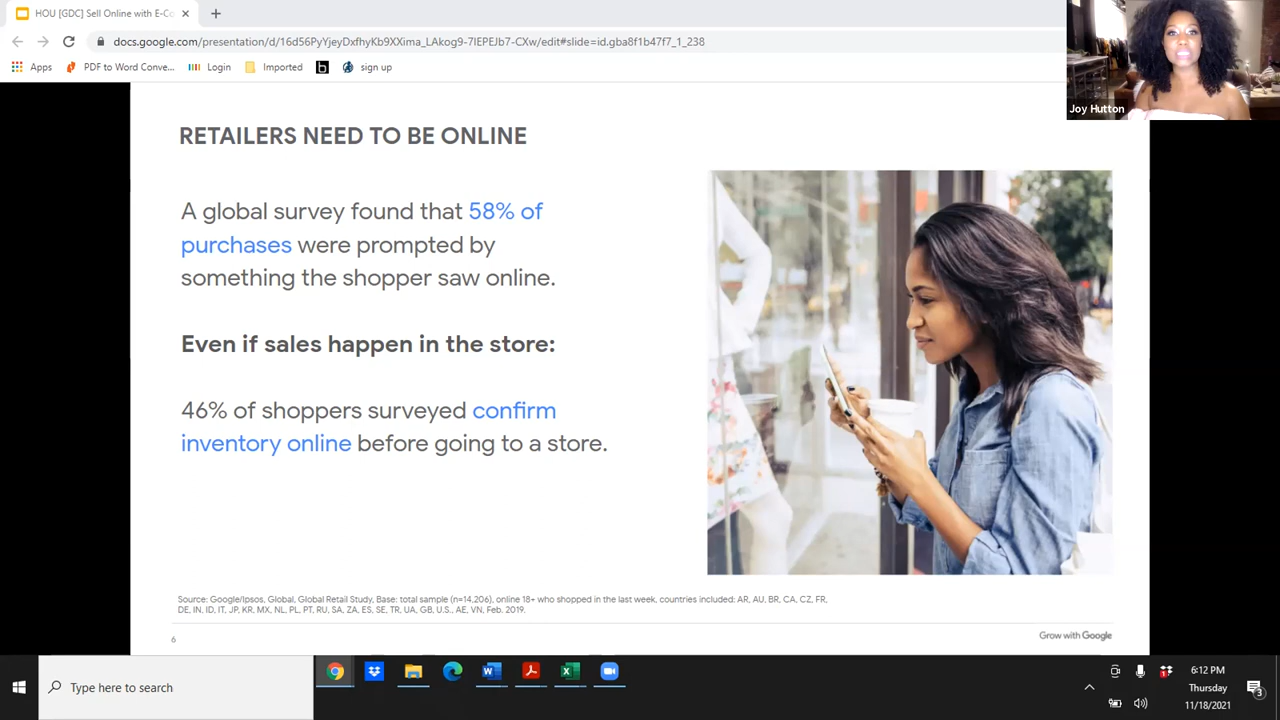 HOU [GDC] Sell Online with E-Co
docs.google.com/presentation/d/16d56PyYjeyDxfhyKb9XXima_LAkog9-7IEPEJb7-CXw/edit#slide=id.gba8f1b47f7_1_238
Apps PDF to Word Conve... Login Imported b sign up
Joy Hutton
RETAILERS NEED TO BE ONLINE
A global survey found that 58% of
purchases were prompted by
something the shopper saw online.
Even if sales happen in the store:
46% of shoppers surveyed confirm
inventory online before going to a store.
Source: Google/Ipsos, Global, Global Retail Study, Base: total sample (n=14,206), online 18+ who shopped in the last week, countries included: AR, AU, BR, CA, CZ, FR,
DE, IN, ID, IT, JP, KR, MX, NL, PL, PT, RU, SA, ZA, ES, SE, TR, UA, GB, U.S., AE, VN, Feb. 2019.
6
Grow with Google
Type here to search
6:12 PM
Thursday
11/18/2021
3